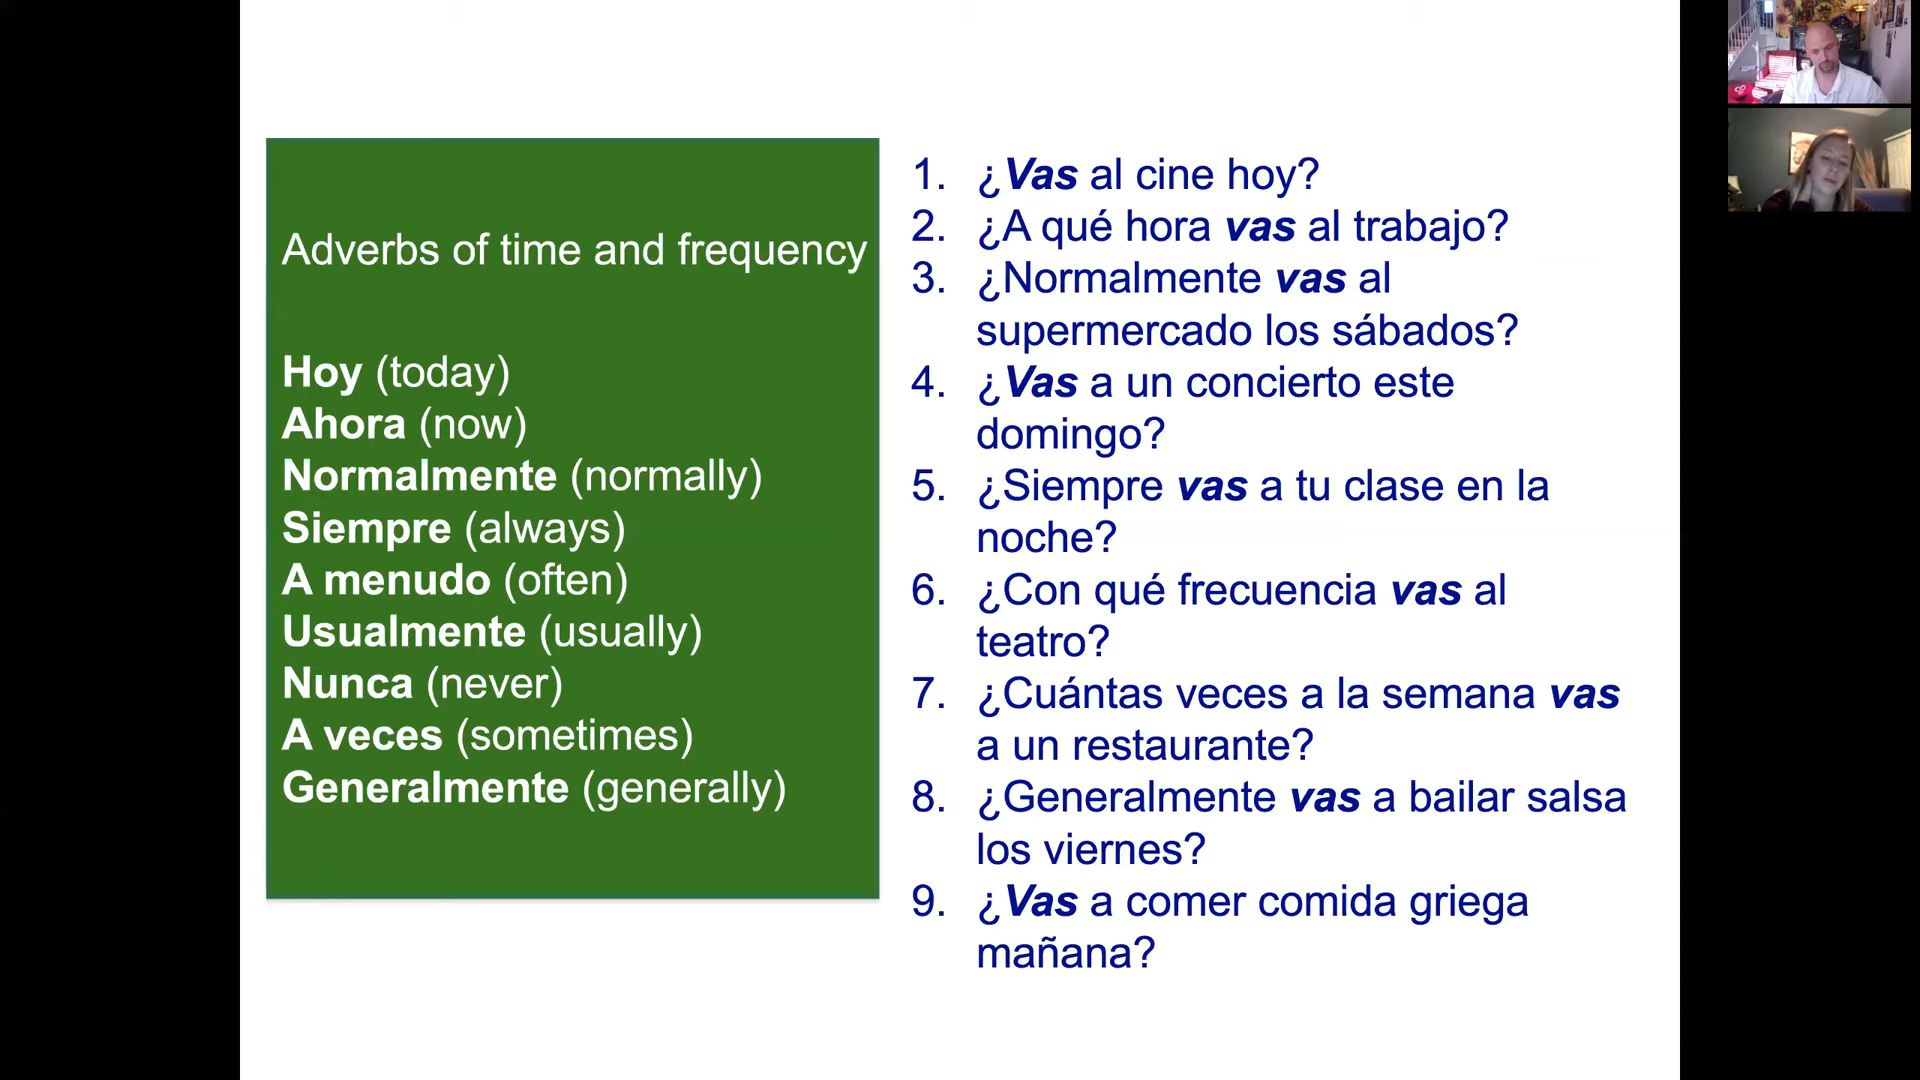 Adverbs of time and frequency
Hoy (today)
Ahora (now)
Normalmente (normally)
Siempre (always)
A menudo (often)
Usualmente (usually)
Nunca (never)
A veces (sometimes)
Generalmente (generally)
1. ¿Vas al cine hoy?
2. ¿A qué hora vas al trabajo?
3. ¿Normalmente vas al
supermercado los sábados?
4. ¿Vas a un concierto este
domingo?
5. ¿Siempre vas a tu clase en la
noche?
6. ¿Con qué frecuencia vas al
teatro?
7. ¿Cuántas veces a la semana vas
a un restaurante?
8. ¿Generalmente vas a bailar salsa
los viernes?
9. ¿Vas a comer comida griega
mañana?